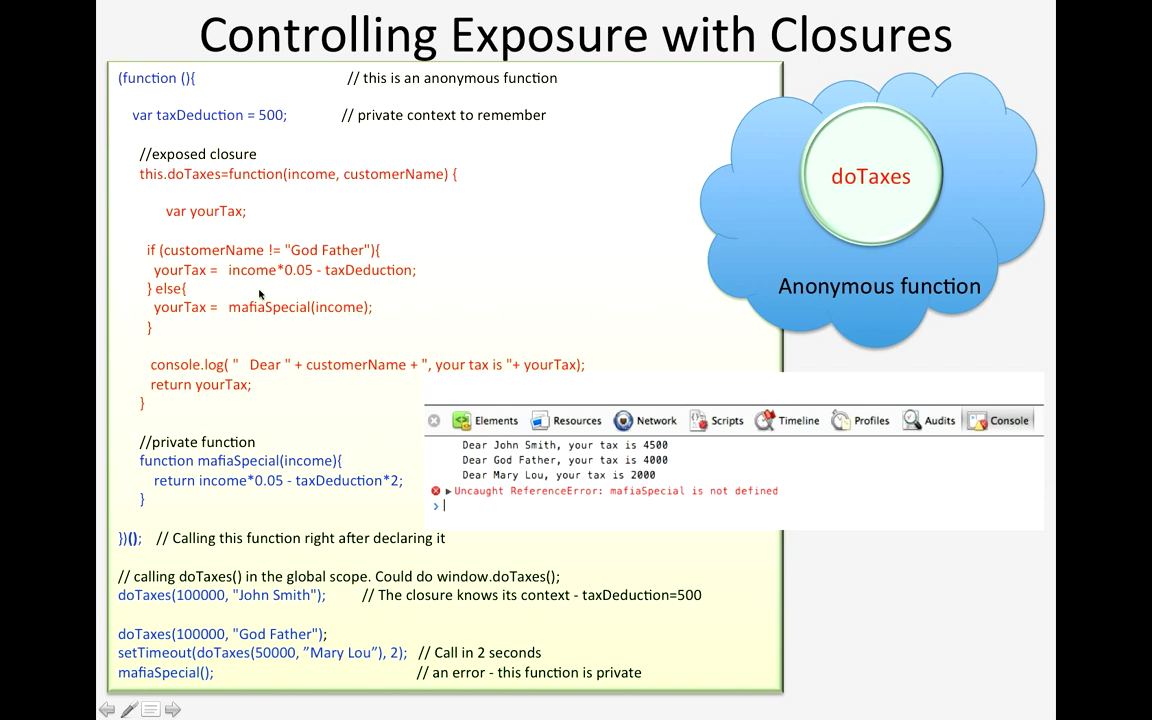 Controlling Exposure with Closures
(function (){ // this is an anonymous function
var taxDeduction = 500; // private context to remember
//exposed closure
this.doTaxes=function(income, customerName) {
var yourTax;
if (customerName != "God Father"){
yourTax = income*0.05 - taxDeduction;
} else{
yourTax = mafiaSpecial(income);
}
console.log( " Dear " + customerName + ", your tax is "+ yourTax);
return yourTax;
}
//private function
function mafiaSpecial(income){
return income*0.05 - taxDeduction*2;
}
})(); // Calling this function right after declaring it
// calling doTaxes() in the global scope. Could do window.doTaxes();
doTaxes(100000, "John Smith"); // The closure knows its context - taxDeduction=500
doTaxes(100000, "God Father");
setTimeout(doTaxes(50000, ”Mary Lou”), 2); // Call in 2 seconds
mafiaSpecial(); // an error - this function is private
doTaxes
Anonymous function
Elements Resources Network Scripts Timeline Profiles Audits Console
Dear John Smith, your tax is 4500
Dear God Father, your tax is 4000
Dear Mary Lou, your tax is 2000
Uncaught ReferenceError: mafiaSpecial is not defined